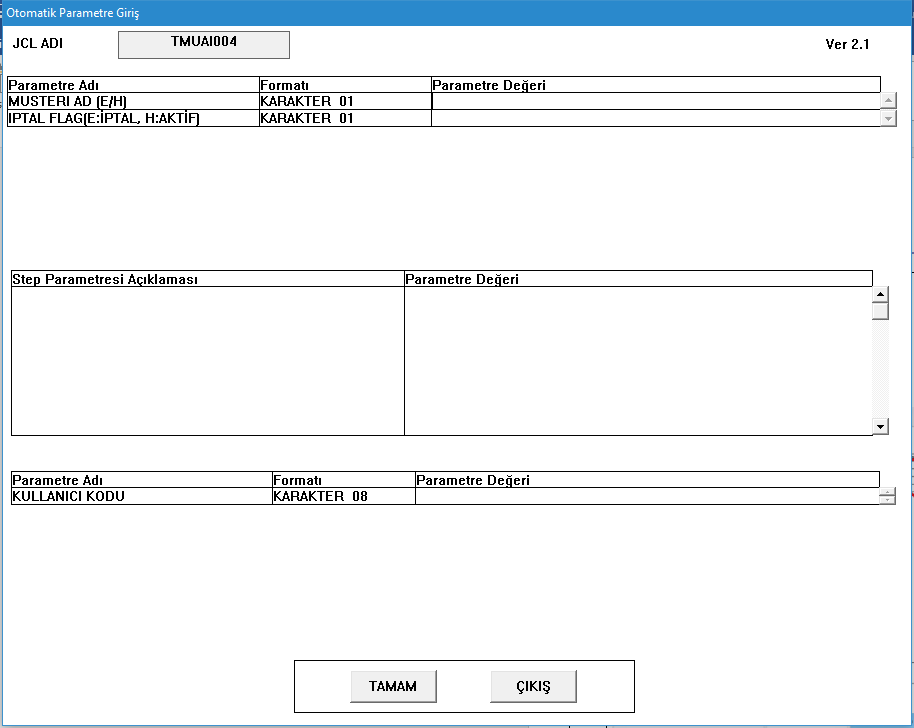 Otomatik Parametre Giriş
JCL ADI TMUAI004 Ver 2.1
Parametre Adı Formatı Parametre Değeri
MUSTERI AD (E/H) KARAKTER 01
IPTAL FLAG(E:İPTAL, H:AKTİF) KARAKTER 01
Step Parametresi Açıklaması Parametre Değeri
Parametre Adı Formatı Parametre Değeri
KULLANICI KODU KARAKTER 08
TAMAM ÇIKIŞ